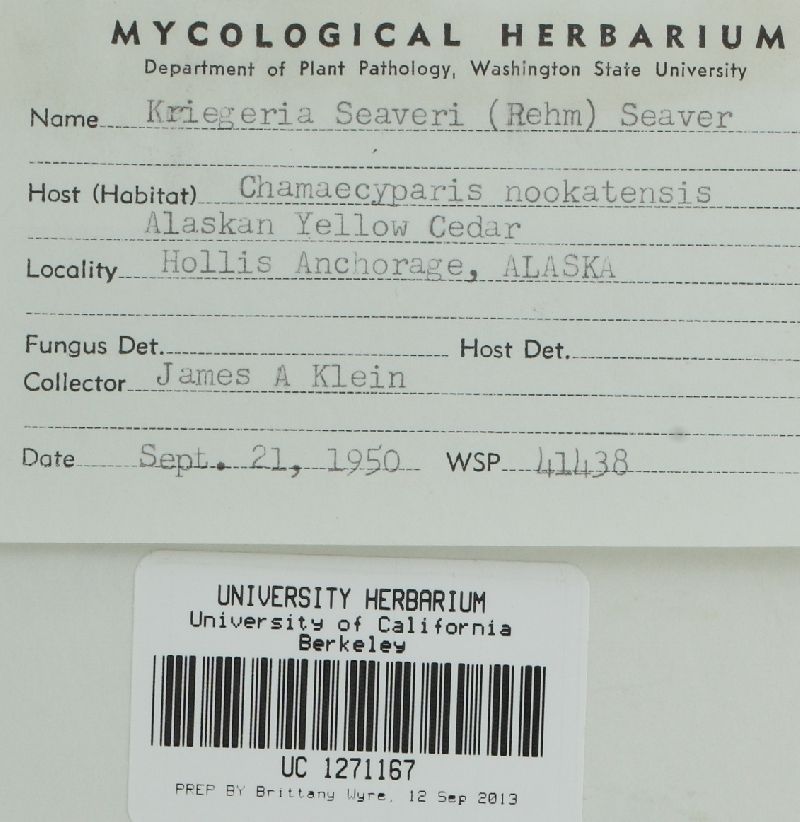 MYCOLOGICAL HERBARIUM
Department of Plant Pathology, Washington State University
Name Kriegeria Seaveri (Rehm) Seaver
Host (Habitat) Chamaecyparis nookatensis
Alaskan Yellow Cedar
Locality Hollis Anchorage, ALASKA
Fungus Det. Host Det.
Collector James A Klein
Date Sept. 21, 1950 WSP 41438
UNIVERSITY HERBARIUM
University of California
Berkeley
UC 1271167
PREP BY Brittany Wyre, 12 Sep 2013